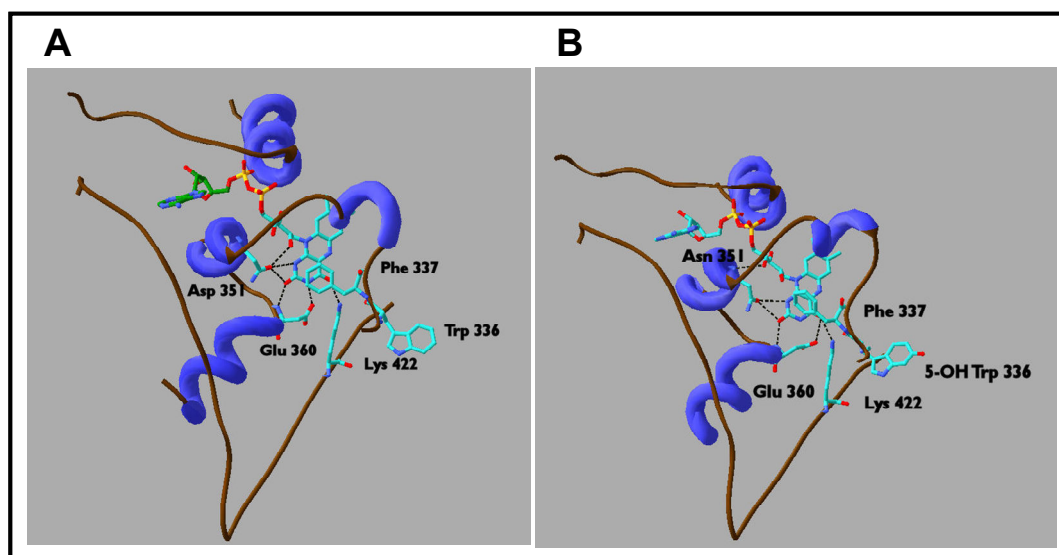 A
B
Asp 351
Phe 337
Trp 336
Glu 360
Lys 422
Asn 351
Phe 337
5-OH Trp 336
Glu 360
Lys 422